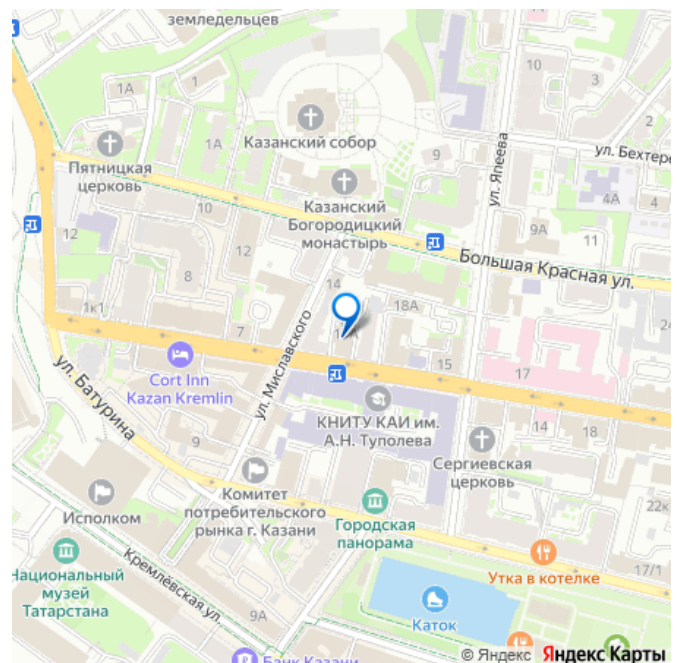 земледельцев
1А
1
1А
Казанский собор
10
3
2
Пятницкая
церковь
9
ул. Япеева
ул. Бехтере
Казанский
Богородицкий
монастырь
4А
4
10
12
12
9А
11
Большая Красная ул.
8
14
18А
1к1
7
ул. Миславского
15
24
Cort Inn
Kazan Kremlin
17
ул. Батурина
КНИТУ КАИ им.
А.Н. Туполева
14
18
9
Сергиевская
церковь
Комитет
потребительского
рынка г. Казани
22к
Исполком
Городская
панорама
Утка в котелке
17/1
Национальный
музей
Татарстана
Кремлёвская ул.
9А
Каток
Банк Казани
© Яндекс Яндекс Карты